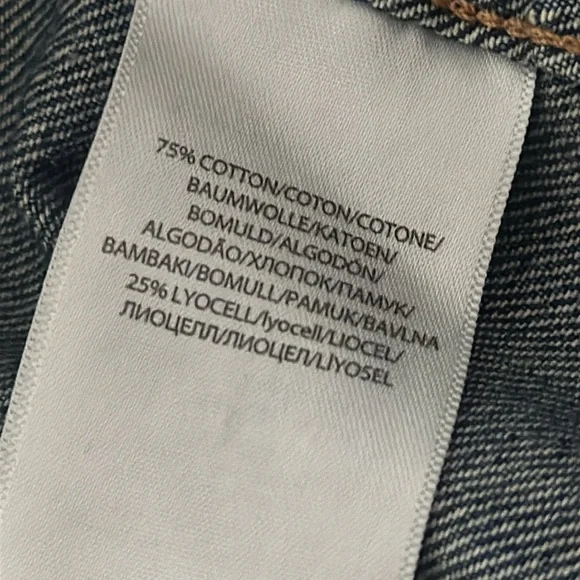 75% COTTON/COTON/COTONE/
BAUMWOLLE/KATOEN/
BOMULD/ALGODÓN/
ALGODÃO/ХЛОПОК/ПАМУК/
BAMBAKI/BOMULL/PAMUK/BAVLNA
25% LYOCELL/lyocell/LIOCEL/
ЛИОЦЕЛЛ/ЛИОЦЕЛ/LIYOSEL